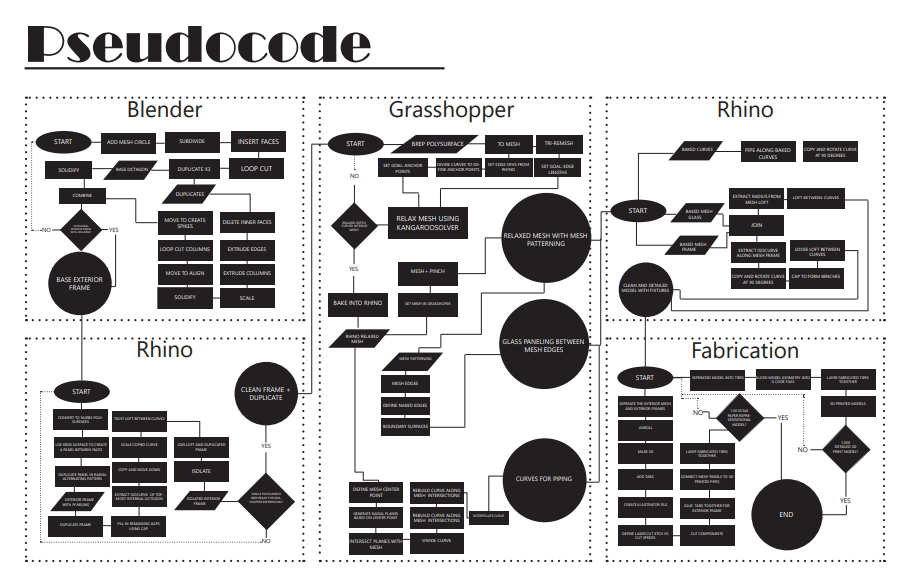 Pseudocode
Blender
START
ADD MESH CIRCLE
SUBDIVIDE
INSERT FACES
SOLIDIFY
BASE OCTAGON
DUPLICATE X3
LOOP CUT
COMBINE
DUPLICATES
NO
YES
MOVE TO CREATE
SPIKES
DELETE INNER FACES
LOOP CUT COLUMNS
EXTRUDE EDGES
MOVE TO ALIGN
EXTRUDE COLUMNS
SOLIDIFY
SCALE
BASE EXTERIOR
FRAME
Rhino
START
CONVERT TO NURBS POLY-
SURFACES
TIGHT LOFT BETWEEN CURVES
USE EDGE SURFACE TO CREATE
A PANEL BETWEEN FACES
SCALE COPIED CURVE
JOIN LOFT AND DUPLICATED
FRAME
DUPLICATE PANEL IN RADIAL
ALTERNATING PATTERN
COPY AND MOVE DOWN
ISOLATE
EXTERIOR FRAME
WITH PANELING
EXTRACT ISOCURVE OF TOP-
MOST INTERNAL OCTOGON
ISOLATED INTERIOR
FRAME
DUPLICATE FRAME
FILL IN REMAINING GAPS
USING CAP
CLEAN FRAME +
DUPLICATE
YES
NO
Grasshopper
START
BREP POLYSURFACE
TO MESH
TRI-REMESH
SET GOAL: ANCHOR
POINTS
DIVIDE CURVES TO DE-
FINE ANCHOR POINTS
SET EDGE CRVS FROM
RHINO
SET GOAL: EDGE
LENGTHS
NO
RELAX MESH USING
KANGAROOSOLVER
RELAXED MESH WITH MESH
PATTERNING
YES
MESH + PINCH
BAKE INTO RHINO
SET MESH IN GRASSHOPER
RHINO RELAXED
MESH
GLASS PANELING BETWEEN
MESH EDGES
MESH PATTERNING
MESH EDGES
DEFINE NAKED EDGES
BOUNDARY SURFACES
CURVES FOR PIPING
DEFINE MESH CENTER
POINT
REBUILD CURVE ALONG
MESH INTERSECTIONS
GENERATE RADIAL PLANES
BASED ON CENTER POINT
REBUILD CURVE ALONG
MESH INTERSECTIONS
INTERPOLATE CURVE
INTERSECT PLANES WITH
MESH
DIVIDE CURVE
Rhino
BAKED CURVES
PIPE ALONG BAKED
CURVES
COPY AND ROTATE CURVE
AT 90 DEGREES
START
BAKED MESH
GLASS
EXTRACT RADIUS FROM
MESH LOFT
LOFT BETWEEN CURVES
JOIN
BAKED MESH
FRAME
EXTRACT ISOCURVE
ALONG MESH FRAME
LOOSE LOFT BETWEEN
CURVES
COPY AND ROTATE CURVE
AT 90 DEGREES
CAP TO FORM BENCHES
CLEAN AND DETAILED
MODEL WITH FIXTURES
Fabrication
START
SEPERATED MODEL INTO TIERS
SLICED MODEL GEOMETRY INTO
G CODE FILES
LAYER FABRICATED TIERS
TOGETHER
SEPERATE THE INTERIOR MESH
AND EXTERIOR FRAMES
NO
YES
3D PRINTED MODELS
UNROLL
MAKE 2D
LAYER FABRICATED TIERS
TOGETHER
NO
ADD TABS
CONNECT MESH PANELS TO 3D
PRINTED PIPES
YES
CREATE ILLUSTRATOR FILE
GLUE TABS TOGETHER FOR
EXTERIOR FRAME
END
DEFINE LASER CUT ETCH VS
CUT SPEEDS
CUT COMPONENTS